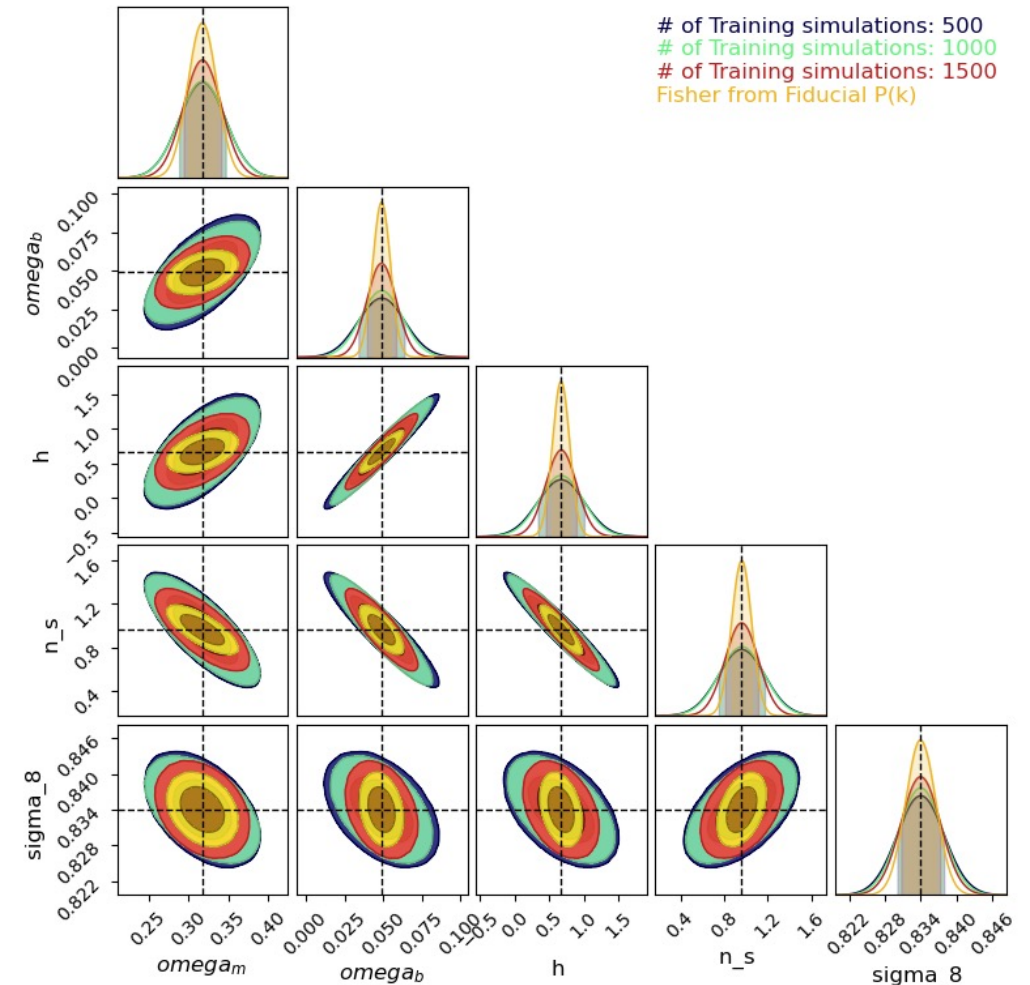 # of Training simulations: 500
# of Training simulations: 1000
# of Training simulations: 1500
Fisher from Fiducial P(k)
omega_b
0.100
0.075
0.050
0.025
0.000
h
1.5
1.0
0.5
0.0
−0.5
n_s
1.6
1.2
0.8
0.4
sigma_8
0.846
0.840
0.834
0.828
0.822
0.25 0.30 0.35 0.40
omega_m
0.000 0.025 0.050 0.075 0.100
omega_b
−0.5 0.0 0.5 1.0 1.5
h
0.4 0.8 1.2 1.6
n_s
0.822 0.828 0.834 0.840 0.846
sigma_8